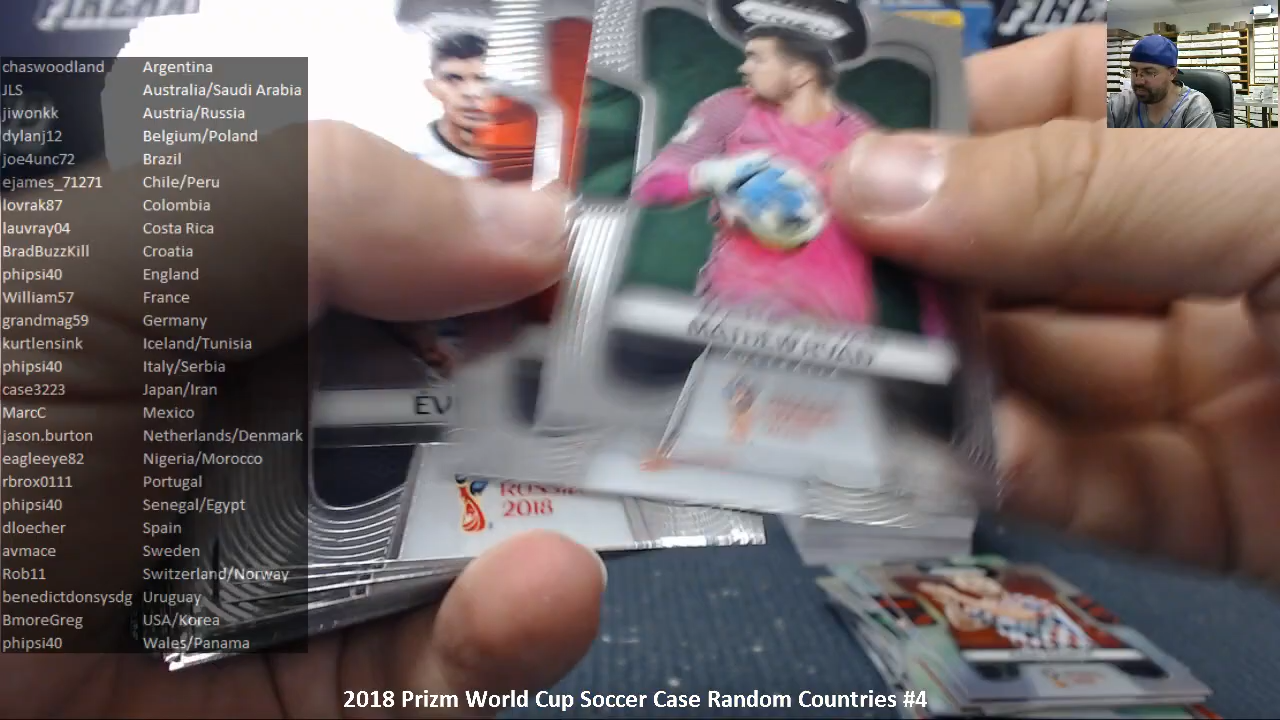 chaswoodland Argentina
JLS Australia/Saudi Arabia
jiwonkk Austria/Russia
dylanj12 Belgium/Poland
joe4unc72 Brazil
ejames_71271 Chile/Peru
lovrak87 Colombia
lauvray04 Costa Rica
BradBuzzKill Croatia
phipsi40 England
William57 France
grandmag59 Germany
kurtlensink Iceland/Tunisia
phipsi40 Italy/Serbia
case3223 Japan/Iran
MarcC Mexico
jason.burton Netherlands/Denmark
eagleeye82 Nigeria/Morocco
rbrox0111 Portugal
phipsi40 Senegal/Egypt
dloecher Spain
avmace Sweden
Rob11 Switzerland/Norway
benedictdonsysdg Uruguay
BmoreGreg USA/Korea
phipsi40 Wales/Panama
MATHEW RYAN
ÉV
RUSSIA
2018
2018 Prizm World Cup Soccer Case Random Countries #4